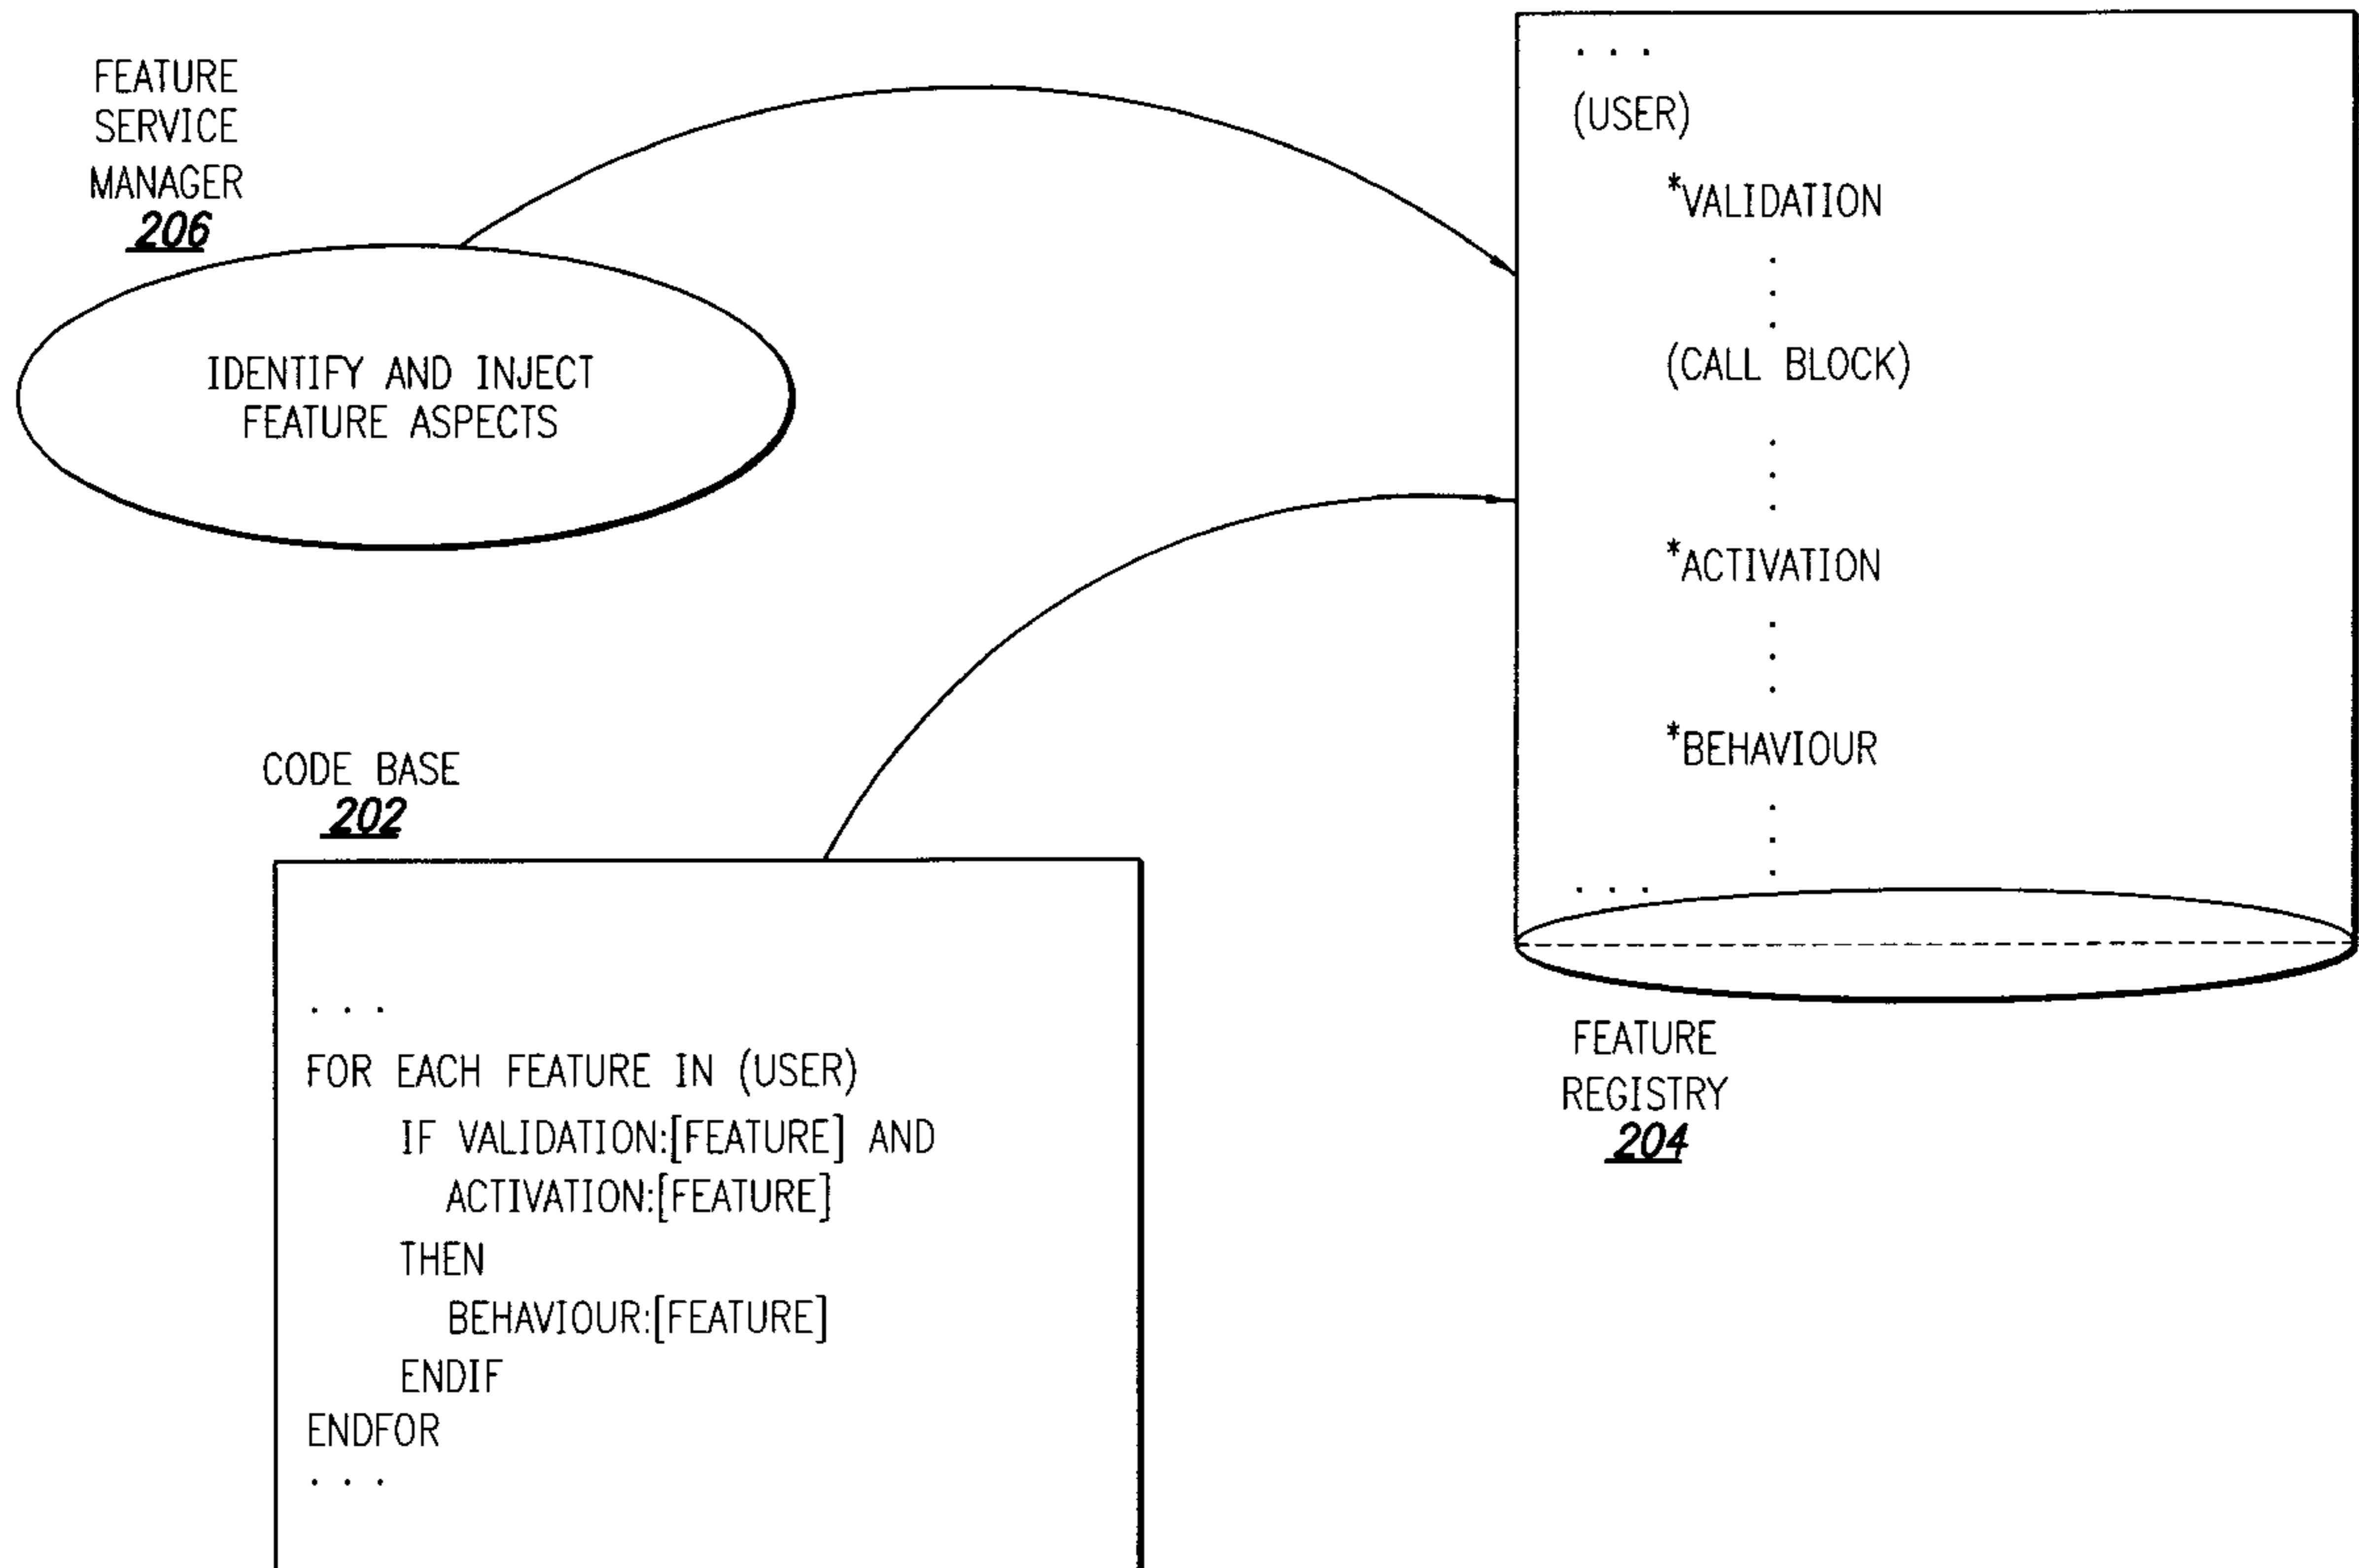 FEATURE
SERVICE
MANAGER
206
IDENTIFY AND INJECT
FEATURE ASPECTS
CODE BASE
202
. . .
FOR EACH FEATURE IN (USER)
IF VALIDATION:[FEATURE] AND
ACTIVATION:[FEATURE]
THEN
BEHAVIOUR:[FEATURE]
ENDIF
ENDFOR
. . .
. . .
(USER)
*VALIDATION
.
.
.
(CALL BLOCK)
.
.
.
*ACTIVATION
.
.
.
*BEHAVIOUR
.
.
.
. . .
FEATURE
REGISTRY
204